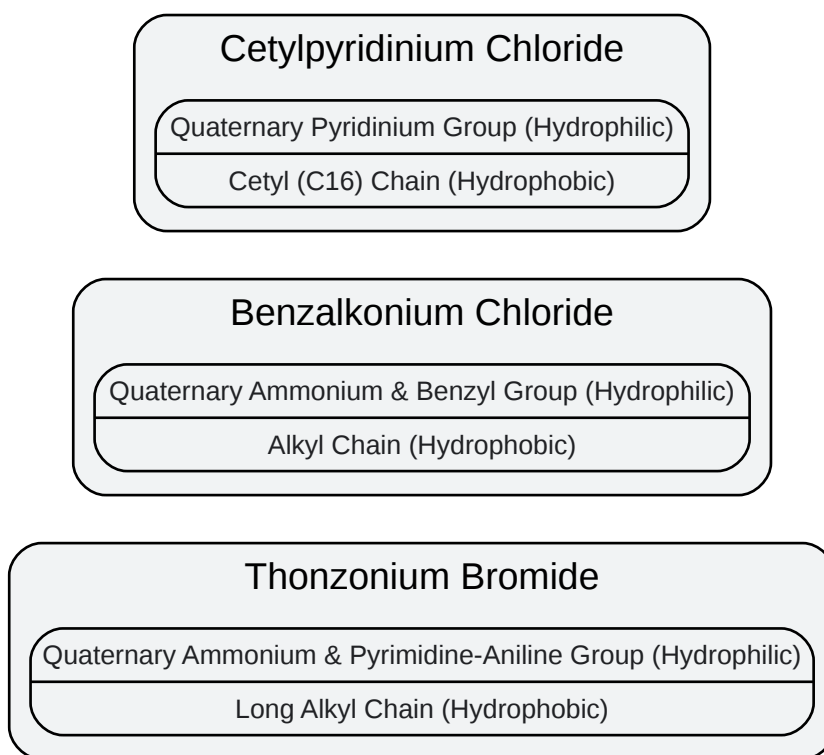 Cetylpyridinium Chloride
Quaternary Pyridinium Group (Hydrophilic)
Cetyl (C16) Chain (Hydrophobic)
Benzalkonium Chloride
Quaternary Ammonium & Benzyl Group (Hydrophilic)
Alkyl Chain (Hydrophobic)
Thonzonium Bromide
Quaternary Ammonium & Pyrimidine-Aniline Group (Hydrophilic)
Long Alkyl Chain (Hydrophobic)